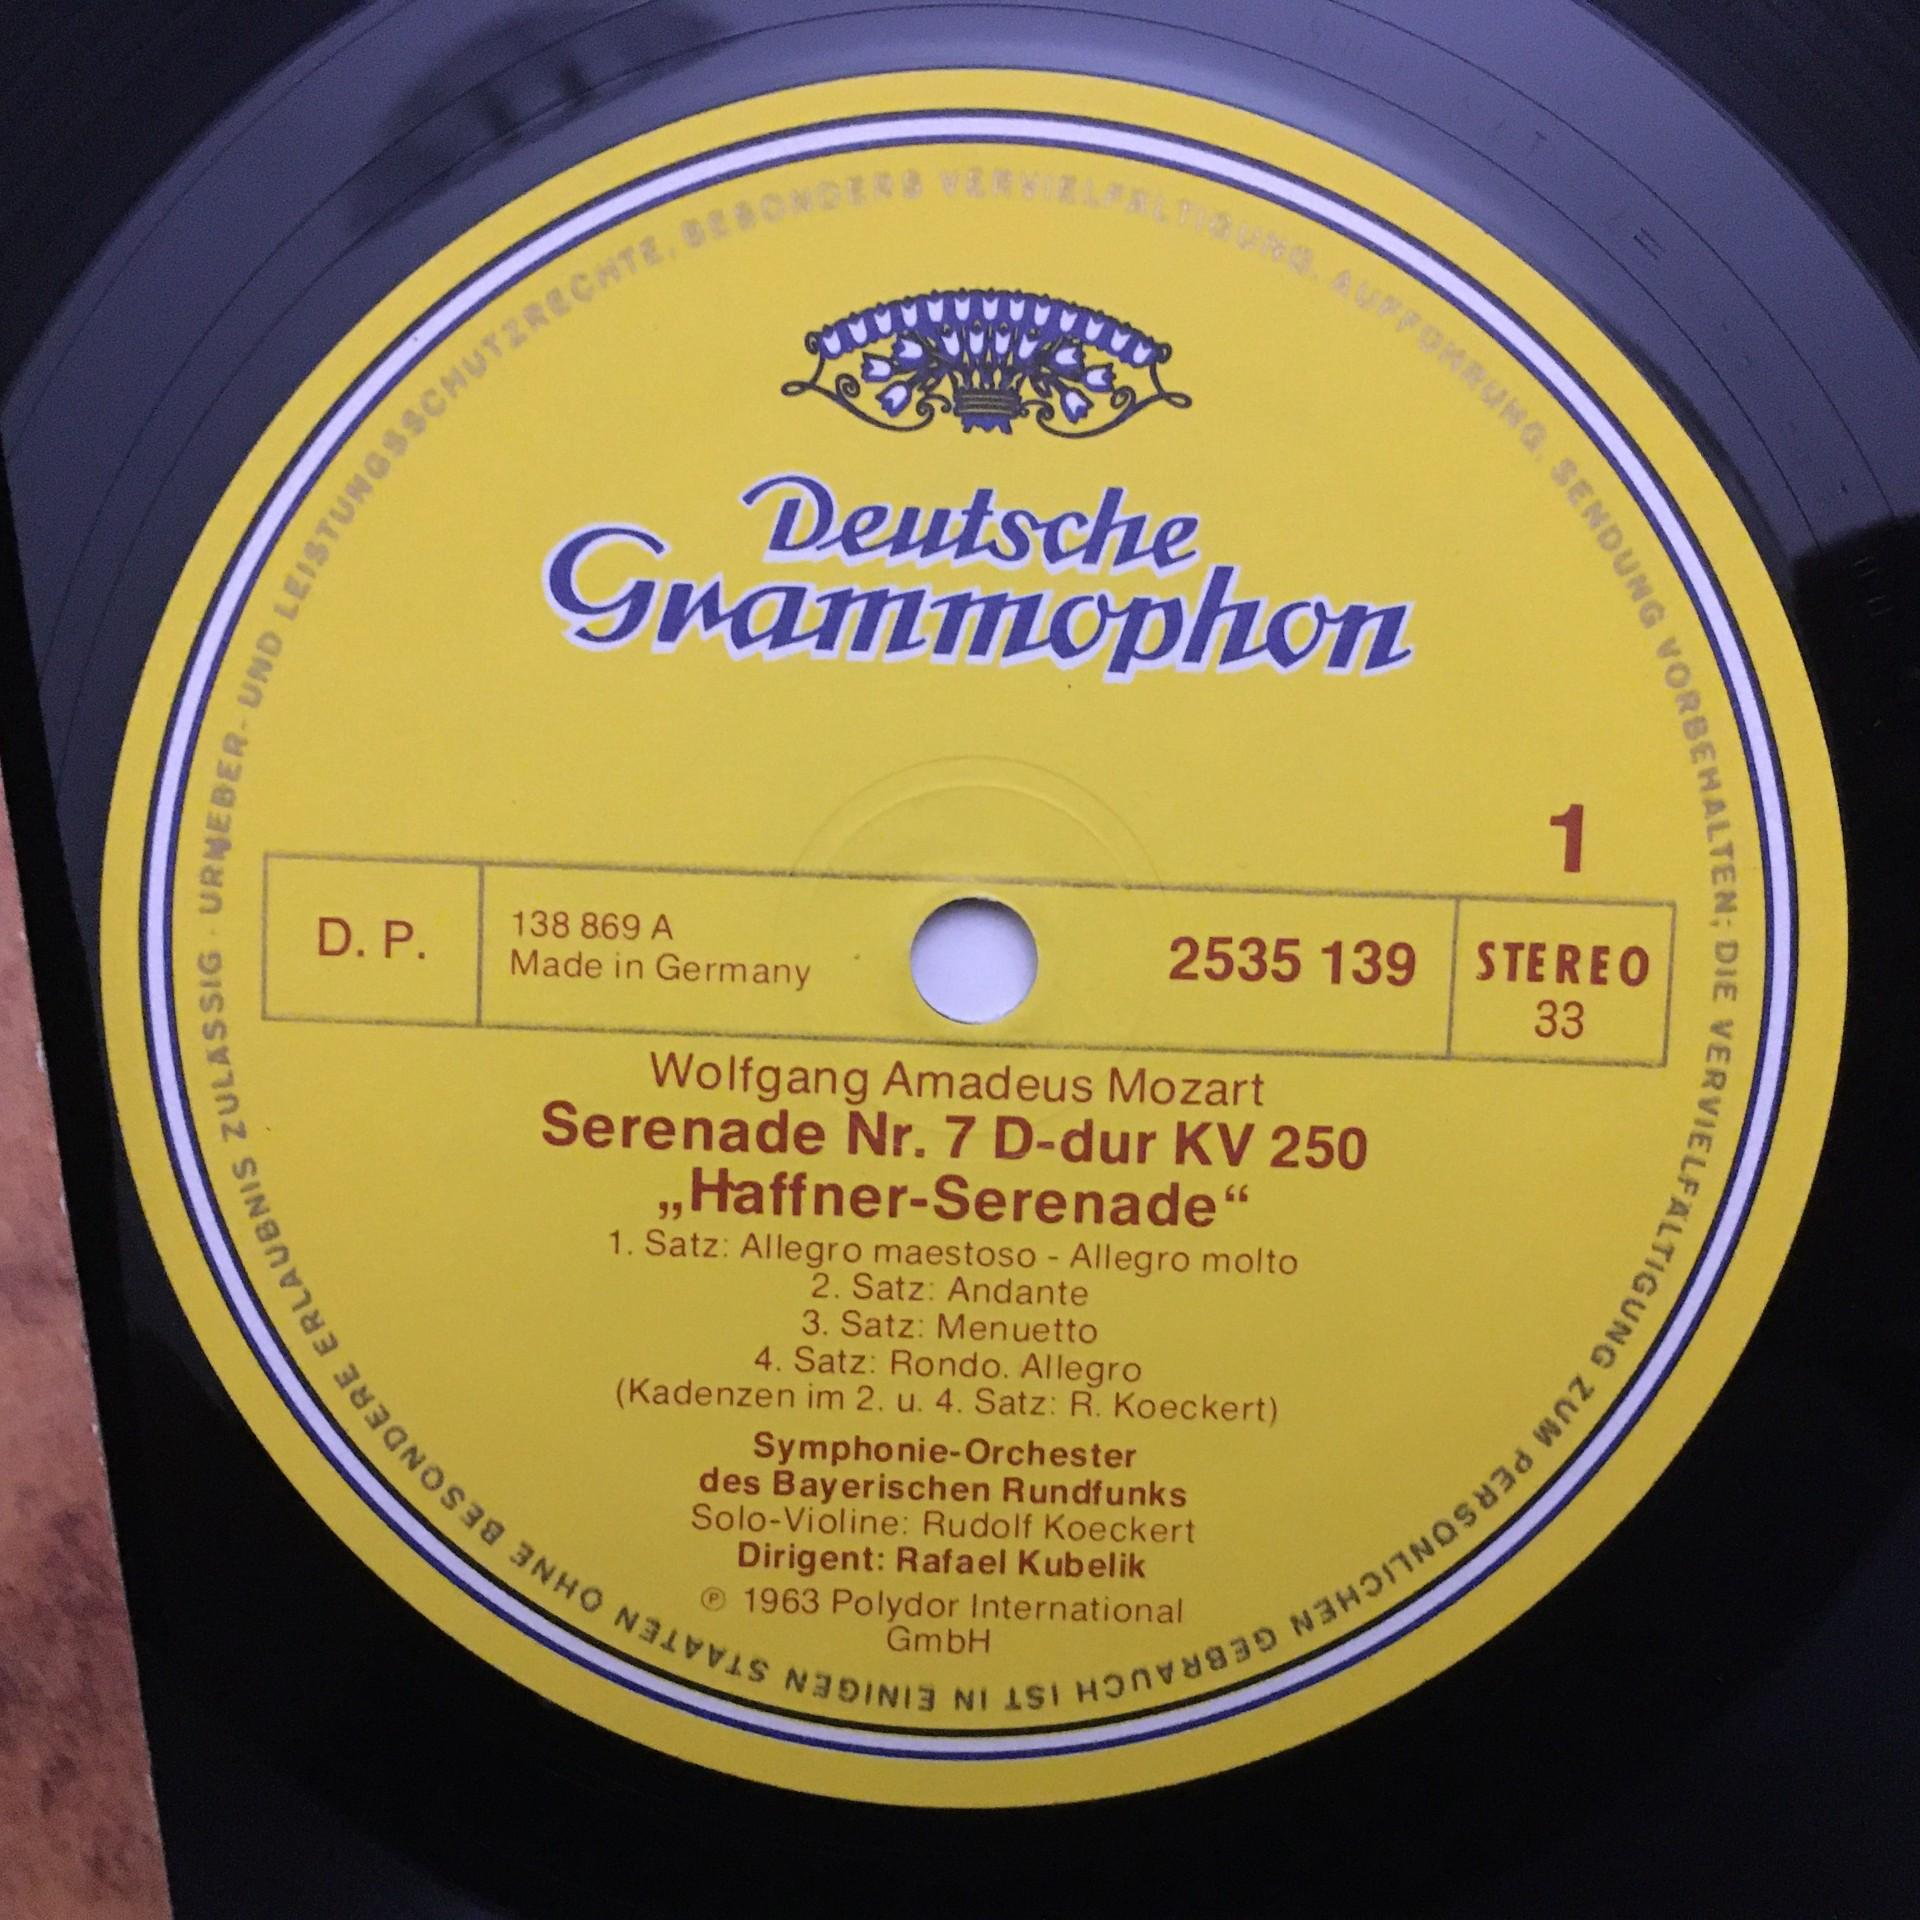 Deutsche
Grammophon
1
D. P.
138 869 A
Made in Germany
2535 139
STEREO
33
Wolfgang Amadeus Mozart
Serenade Nr. 7 D-dur KV 250
„Haffner-Serenade“
1. Satz: Allegro maestoso - Allegro molto
2. Satz: Andante
3. Satz: Menuetto
4. Satz: Rondo. Allegro
(Kadenzen im 2. u. 4. Satz: R. Koeckert)
Symphonie-Orchester
des Bayerischen Rundfunks
Solo-Violine: Rudolf Koeckert
Dirigent: Rafael Kubelik
℗ 1963 Polydor International
GmbH
URHEBER- UND LEISTUNGSSCHUTZRECHTE, BESONDERS VERVIELFÄLTIGUNG, AUFFÜHRUNG, SENDUNG VORBEHALTEN; DIE VERVIELFÄLTIGUNG ZUM PERSÖNLICHEN GEBRAUCH IST IN EINIGEN STAATEN OHNE BESONDERE ERLAUBNIS ZULÄSSIG ·